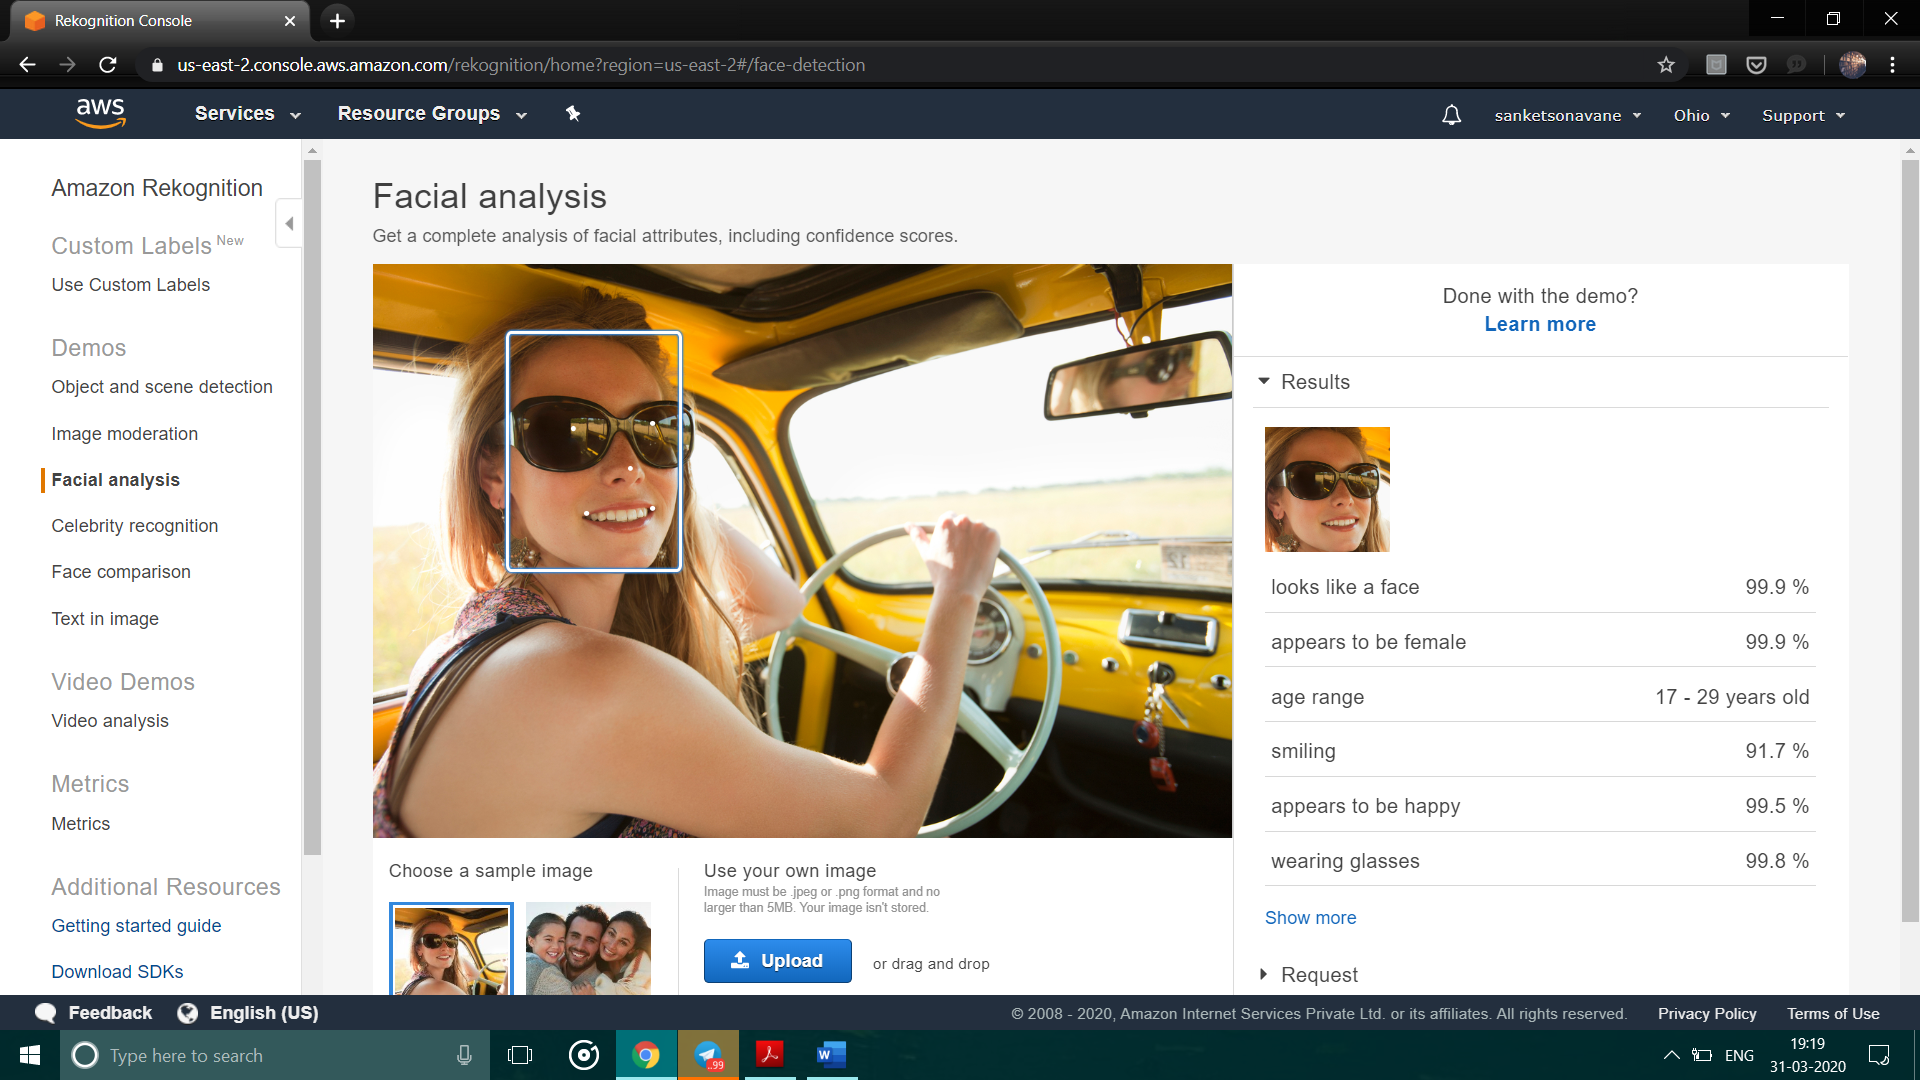 Rekognition Console
us-east-2.console.aws.amazon.com/rekognition/home?region=us-east-2#/face-detection
aws
Services
Resource Groups
sanketsonavane
Ohio
Support
Amazon Rekognition
Custom Labels New
Use Custom Labels
Demos
Object and scene detection
Image moderation
Facial analysis
Celebrity recognition
Face comparison
Text in image
Video Demos
Video analysis
Metrics
Metrics
Additional Resources
Getting started guide
Download SDKs
Facial analysis
Get a complete analysis of facial attributes, including confidence scores.
Choose a sample image
Use your own image
Image must be .jpeg or .png format and no
larger than 5MB. Your image isn't stored.
Upload
or drag and drop
Done with the demo?
Learn more
Results
looks like a face 99.9 %
appears to be female 99.9 %
age range 17 - 29 years old
smiling 91.7 %
appears to be happy 99.5 %
wearing glasses 99.8 %
Show more
Request
Feedback
English (US)
© 2008 - 2020, Amazon Internet Services Private Ltd. or its affiliates. All rights reserved.
Privacy Policy
Terms of Use
Type here to search
..99
W
ENG
19:19
31-03-2020